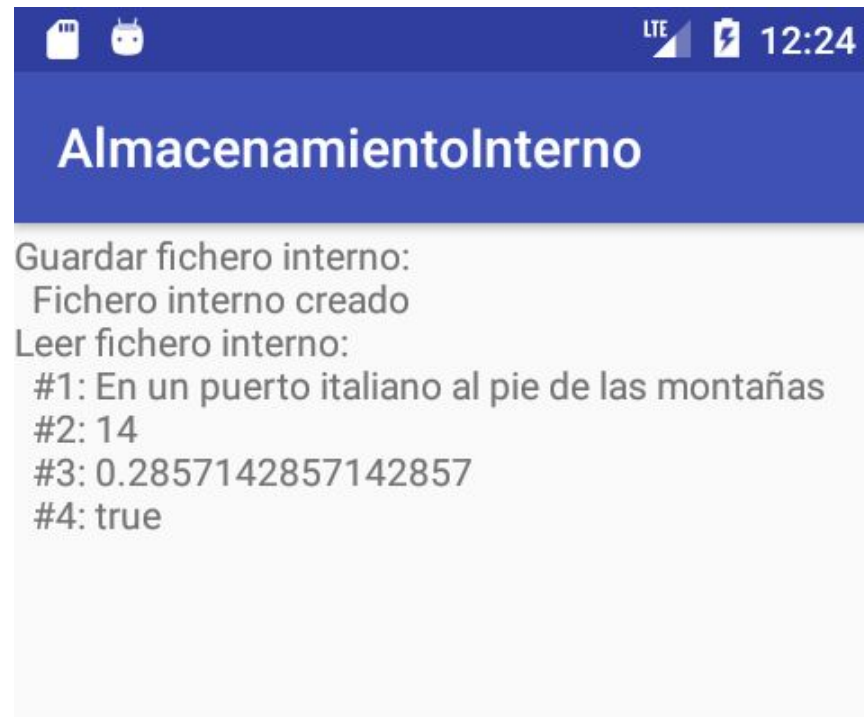 LTE 12:24
AlmacenamientoInterno
Guardar fichero interno:
Fichero interno creado
Leer fichero interno:
#1: En un puerto italiano al pie de las montañas
#2: 14
#3: 0.2857142857142857
#4: true